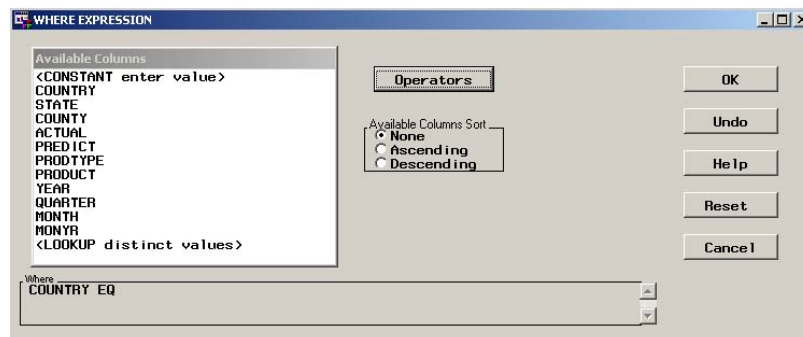 WHERE EXPRESSION
Available Columns
<CONSTANT enter value>
COUNTRY
STATE
COUNTY
ACTUAL
PREDICT
PRODTYPE
PRODUCT
YEAR
QUARTER
MONTH
MONYR
<LOOKUP distinct values>
Operators
Available Columns Sort
None
Ascending
Descending
OK
Undo
Help
Reset
Cancel
Where
COUNTRY EQ